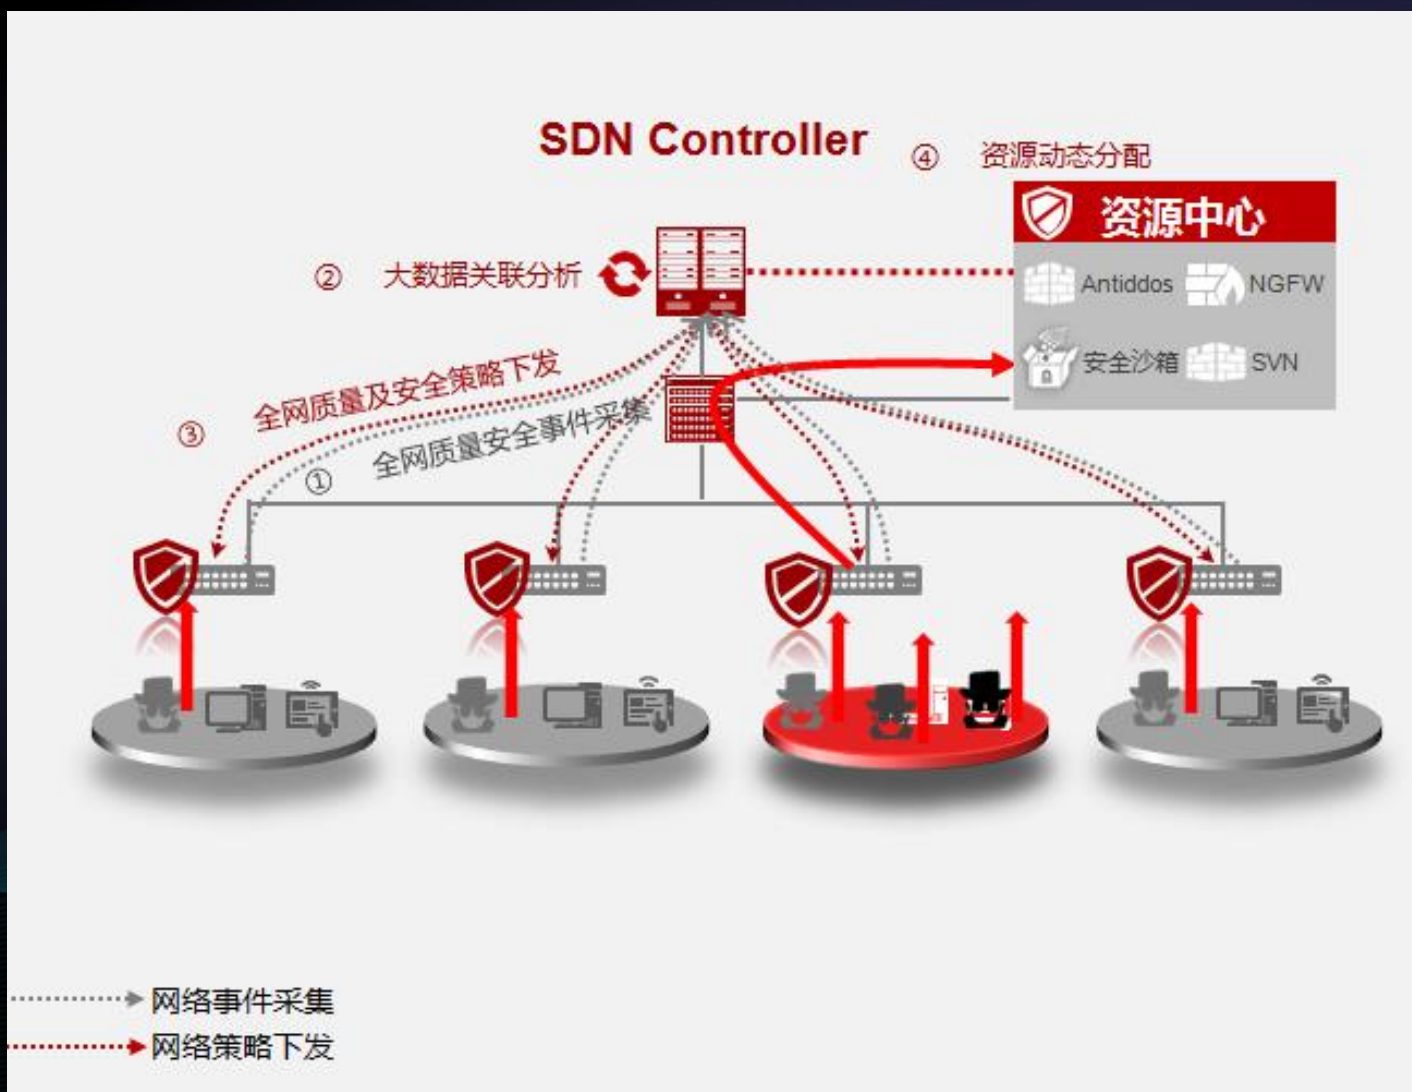 SDN Controller
④ 资源动态分配
资源中心
② 大数据关联分析
Antiddos NGFW
安全沙箱 SVN
③ 全网质量及安全策略下发
① 全网质量安全事件采集
网络事件采集
网络策略下发